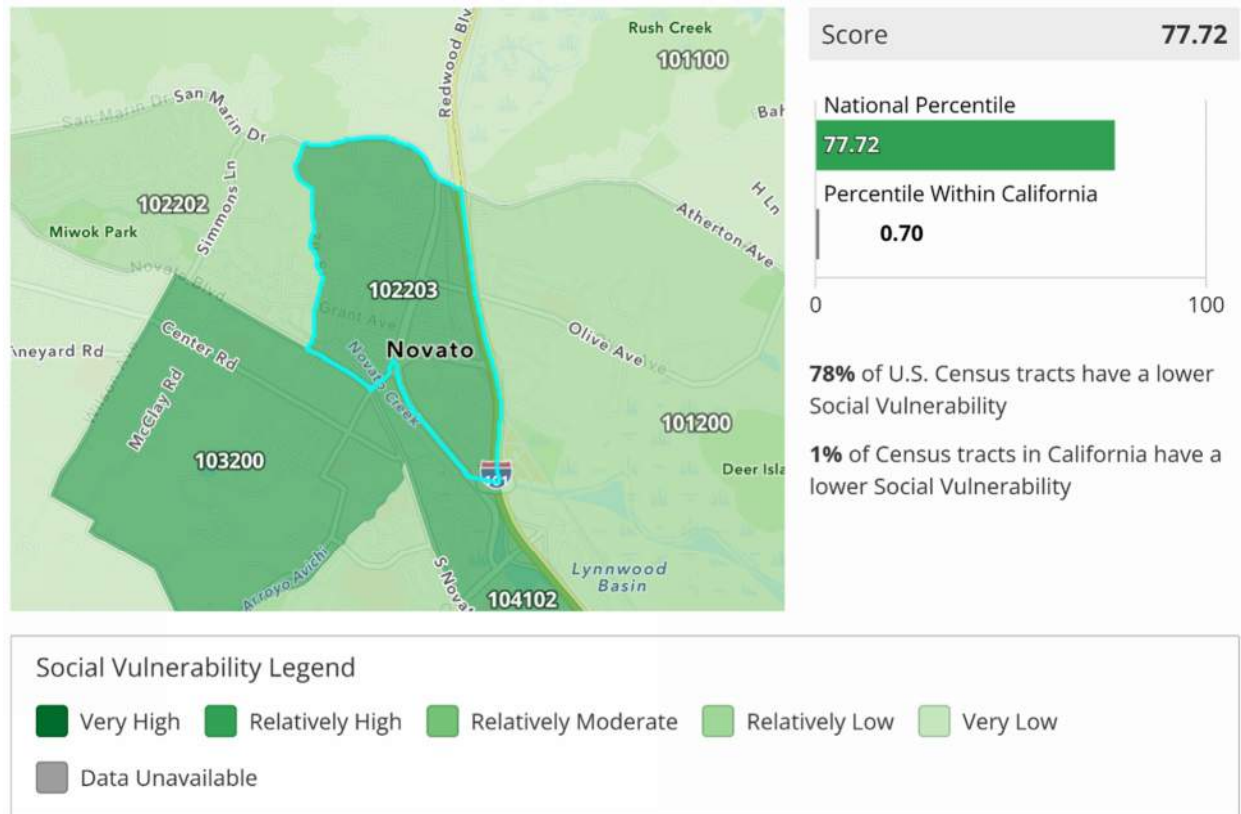 Rush Creek
101100
Redwood Blv
San Marin Dr
San Marin Dr
Bah
102202
Simmons Ln
H Ln
Miwok Park
Atherton Ave
Novato Blvd
102203
Grant Ave
Olive Ave
Center Rd
Novato
ineyard Rd
Novato Creek
McClay Rd
101200
103200
Deer Isla
101
Arroyo Avichi
S Novat
Lynnwood
Basin
104102
Score 77.72
National Percentile
77.72
Percentile Within California
0.70
0 100
78% of U.S. Census tracts have a lower
Social Vulnerability
1% of Census tracts in California have a
lower Social Vulnerability
Social Vulnerability Legend
Very High Relatively High Relatively Moderate Relatively Low Very Low
Data Unavailable